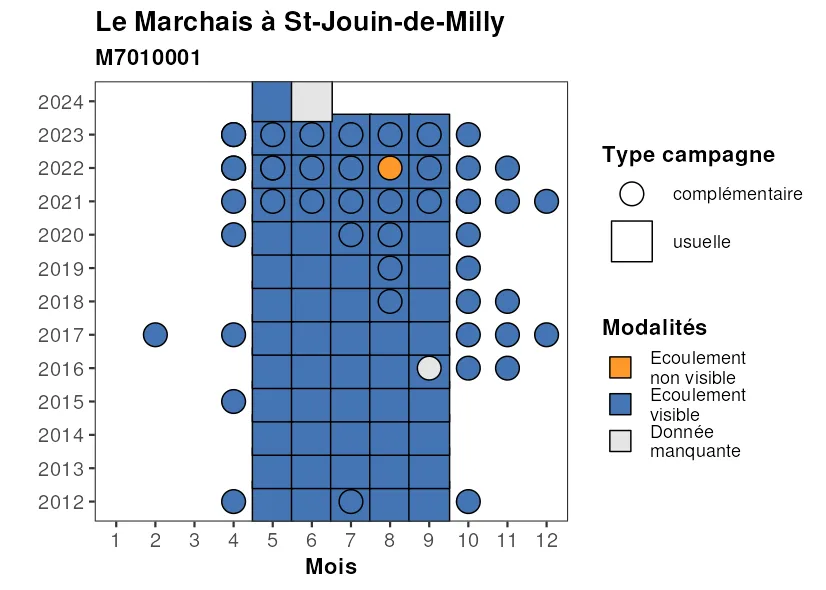 Le Marchais à St-Jouin-de-Milly
M7010001
2024
2023
2022
2021
2020
2019
2018
2017
2016
2015
2014
2013
2012
1 2 3 4 5 6 7 8 9 10 11 12
Mois
Type campagne
complémentaire
usuelle
Modalités
Ecoulement
non visible
Ecoulement
visible
Donnée
manquante